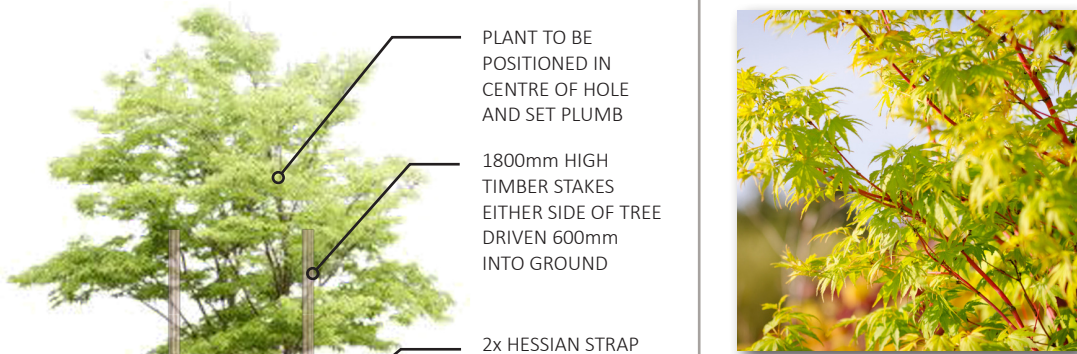 PLANT TO BE
POSITIONED IN
CENTRE OF HOLE
AND SET PLUMB
1800mm HIGH
TIMBER STAKES
EITHER SIDE OF TREE
DRIVEN 600mm
INTO GROUND
2x HESSIAN STRAP